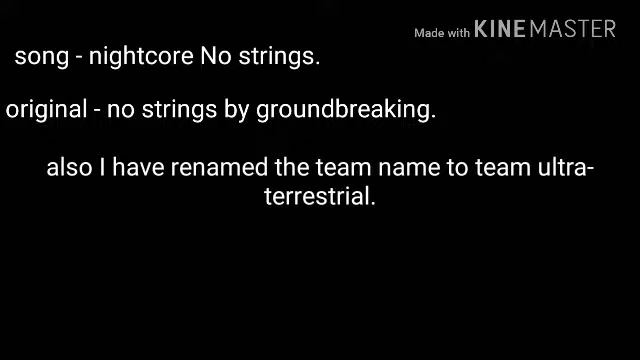 Made with KINEMASTER
song - nightcore No strings.
original - no strings by groundbreaking.
also I have renamed the team name to team ultra-
terrestrial.